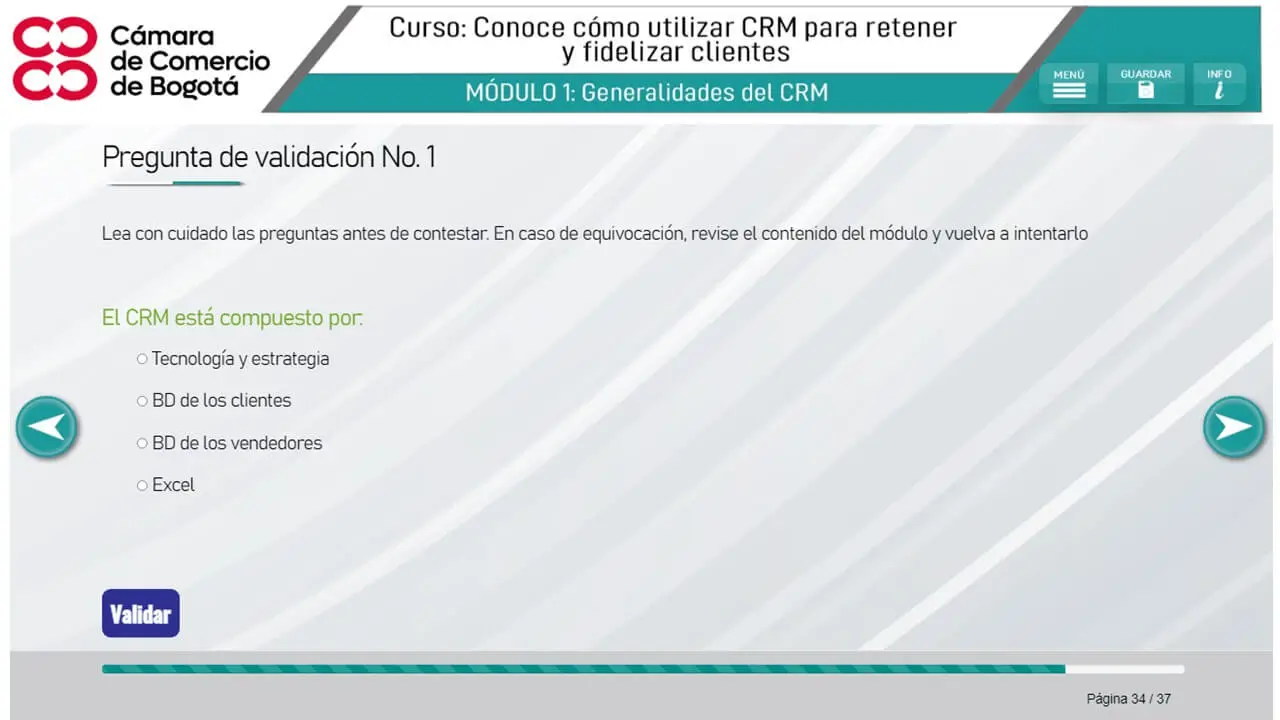 Cámara
de Comercio
de Bogotá
Curso: Conoce cómo utilizar CRM para retener
y fidelizar clientes
MÓDULO 1: Generalidades del CRM
MENÚ
GUARDAR
INFO
Pregunta de validación No. 1
Lea con cuidado las preguntas antes de contestar. En caso de equivocación, revise el contenido del módulo y vuelva a intentarlo
El CRM está compuesto por:
Tecnología y estrategia
BD de los clientes
BD de los vendedores
Excel
Validar
Página 34 / 37